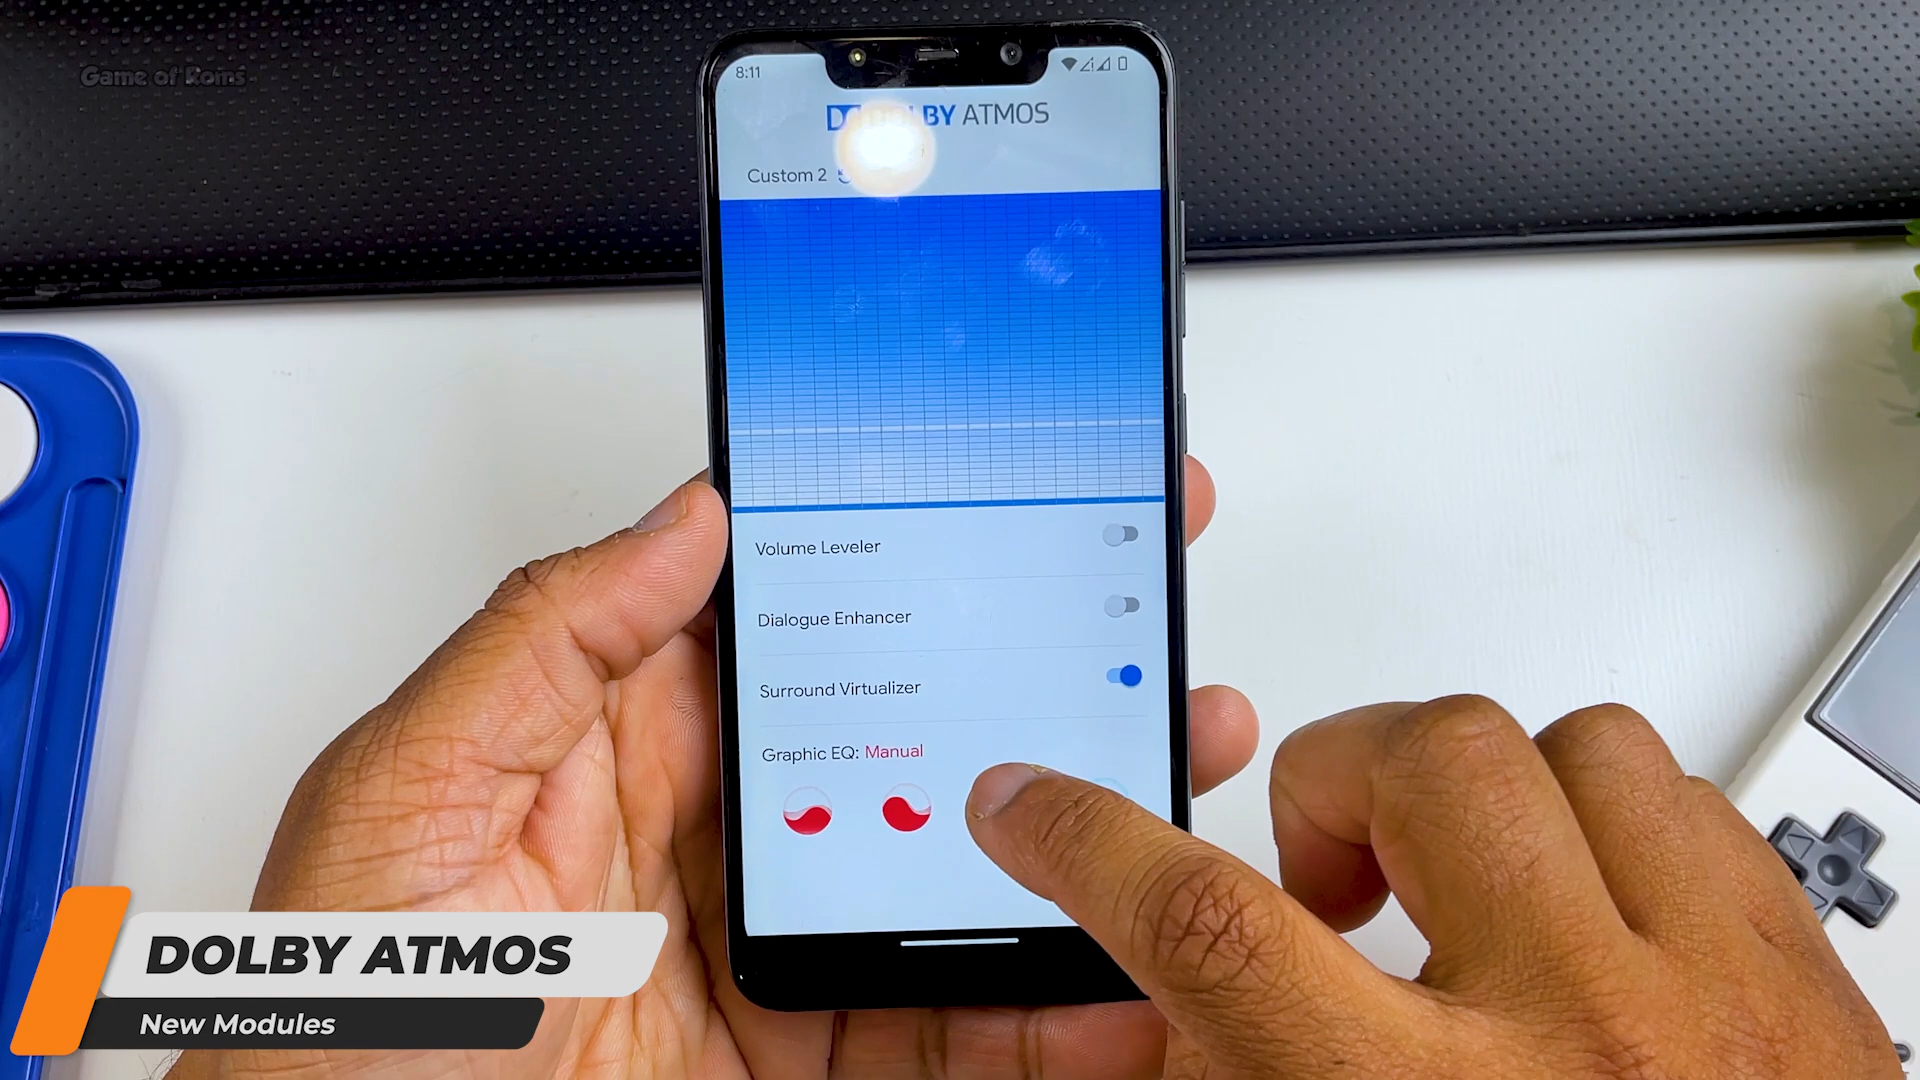 Game of Roms
8:11
DOLBY ATMOS
Custom 2
Volume Leveler
Dialogue Enhancer
Surround Virtualizer
Graphic EQ: Manual
DOLBY ATMOS
New Modules